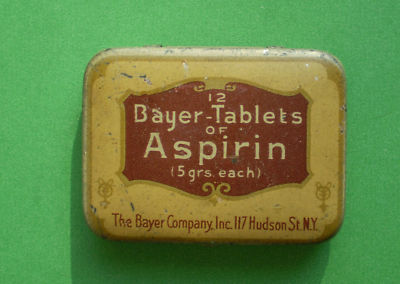 12
Bayer-Tablets
OF
Aspirin
(5 grs. each)
The Bayer Company, Inc. 117 Hudson St. N.Y.